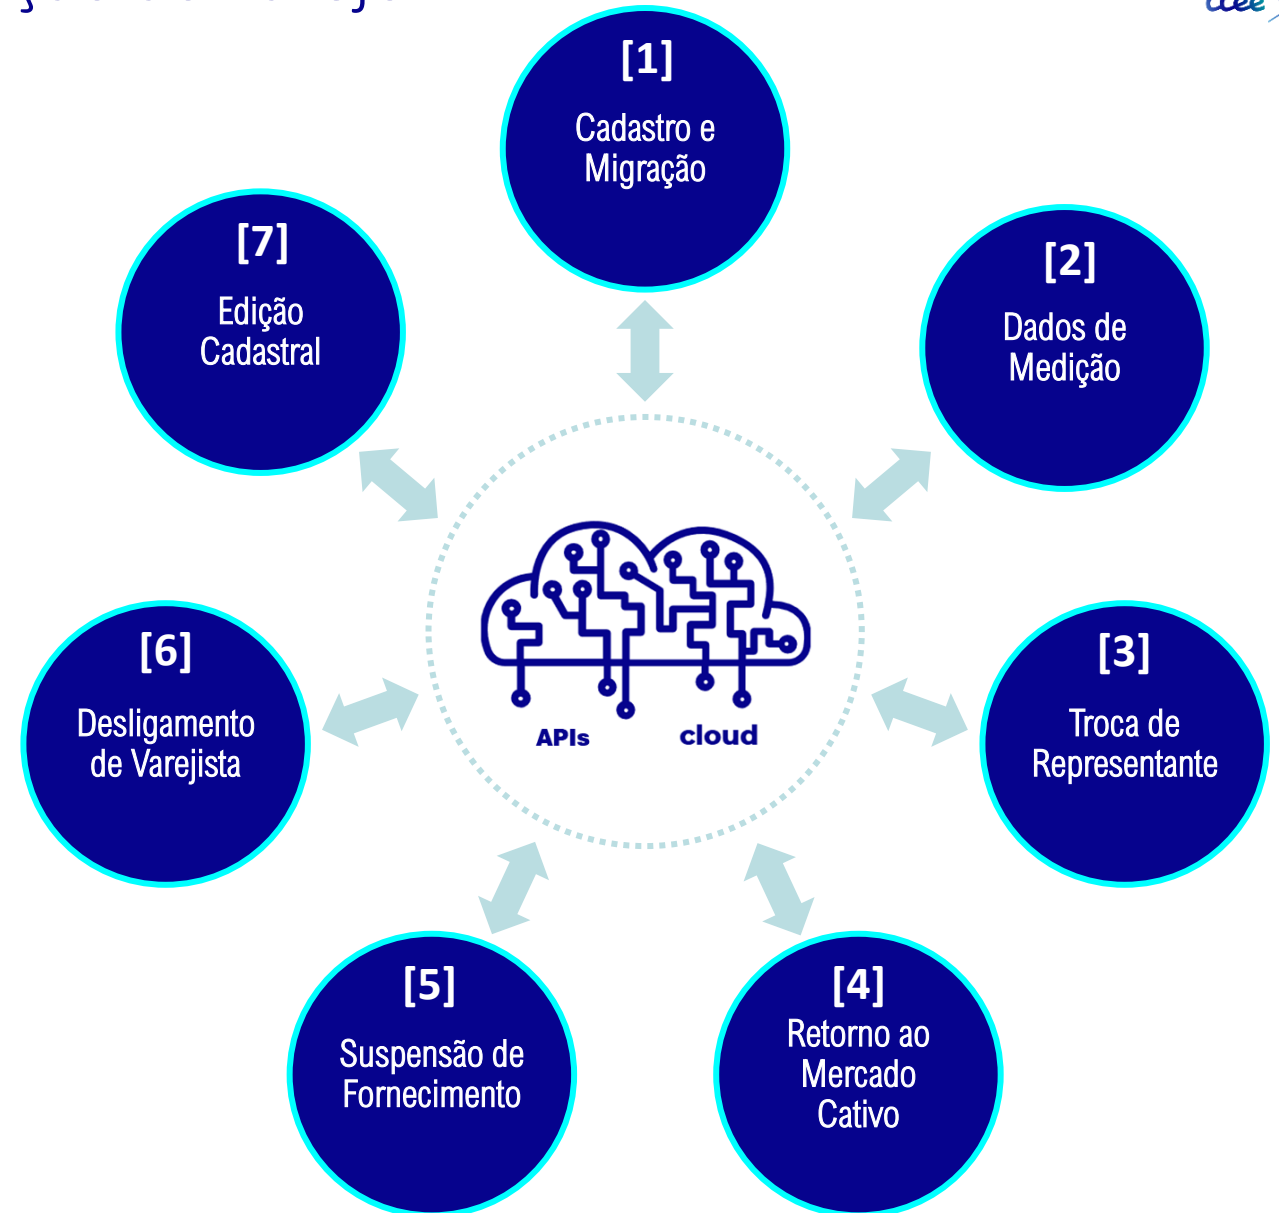 [1]
Cadastro e
Migração
[2]
Dados de
Medição
[3]
Troca de
Representante
[4]
Retorno ao
Mercado
Cativo
[5]
Suspensão de
Fornecimento
[6]
Desligamento
de Varejista
[7]
Edição
Cadastral
APIs
cloud